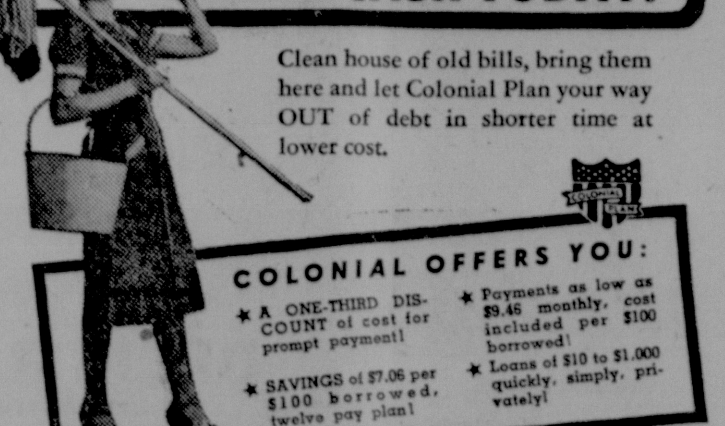 Clean house of old bills, bring them
here and let Colonial Plan your way
OUT of debt in shorter time at
lower cost.
COLONIAL
PLAN
COLONIAL OFFERS YOU:
★ A ONE-THIRD DIS-
COUNT of cost for
prompt payment!
★ SAVINGS of $7.06 per
$100 borrowed,
twelve pay plan!
★ Payments as low as
$9.46 monthly, cost
included per $100
borrowed!
★ Loans of $10 to $1,000
quickly, simply, pri-
vately!